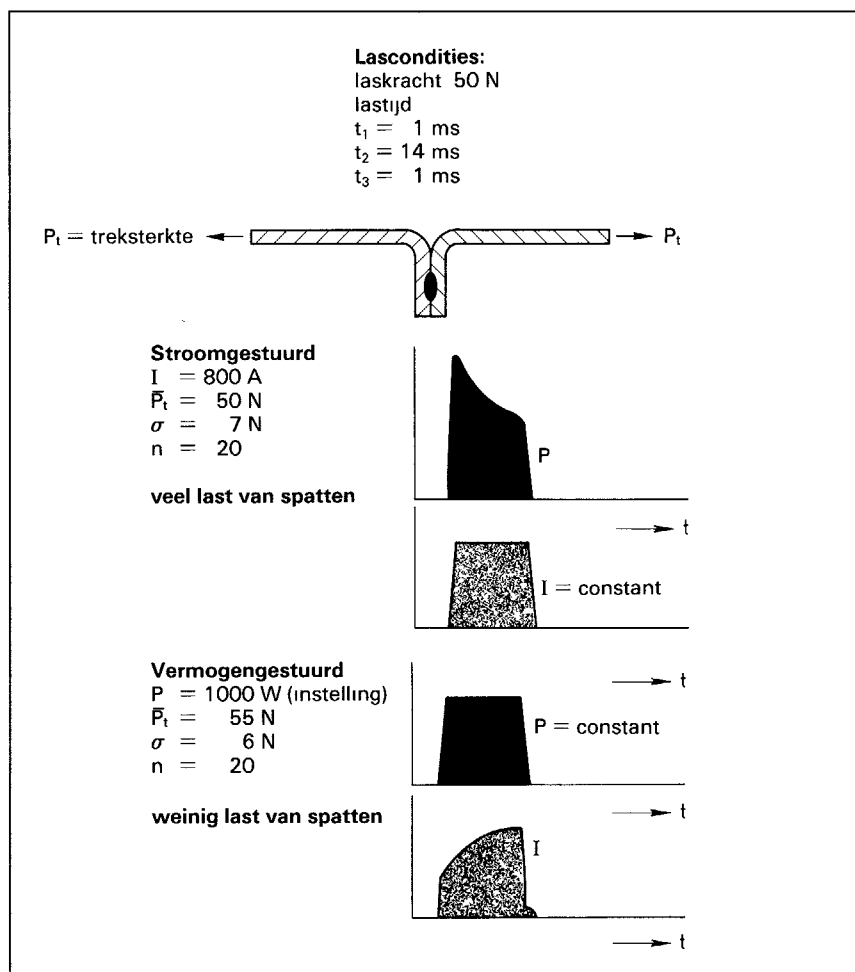 Lascondities:
laskracht 50 N
lastijd
t₁ = 1 ms
t₂ = 14 ms
t₃ = 1 ms
Pₜ = treksterkte
Pₜ
Stroomgestuurd
I = 800 A
P̅ₜ = 50 N
σ = 7 N
n = 20
veel last van spatten
P
t
I = constant
Vermogengestuurd
P = 1000 W (instelling)
P̅ₜ = 55 N
σ = 6 N
n = 20
weinig last van spatten
t
P = constant
t
I
t